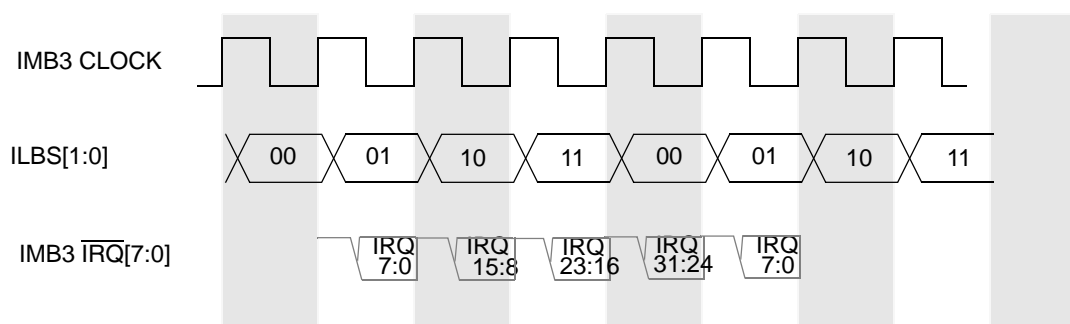 IMB3 CLOCK
ILBS[1:0]
00 01 10 11 00 01 10 11
IMB3 IRQ[7:0]
IRQ IRQ IRQ IRQ IRQ
7:0 15:8 23:16 31:24 7:0